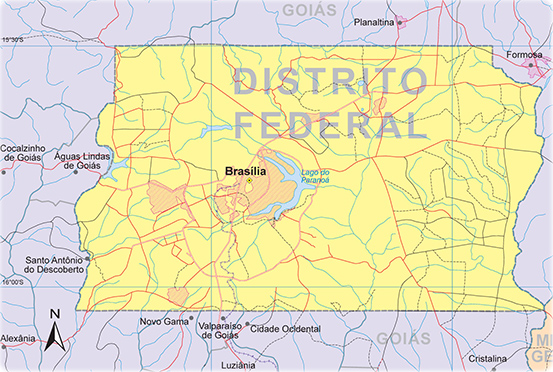 GOIÁS
Planaltina
15°30'S
Formosa
DISTRITO
FEDERAL
Cocalzinho
de Goiás
Águas Lindas
de Goiás
Brasília
Lago do
Paranoá
Santo Antônio
do Descoberto
16°00'S
N
Novo Gama
Valparaíso
de Goiás
Cidade Ocidental
GOIÁS
MI
GE
Alexânia
Luziânia
Cristalina